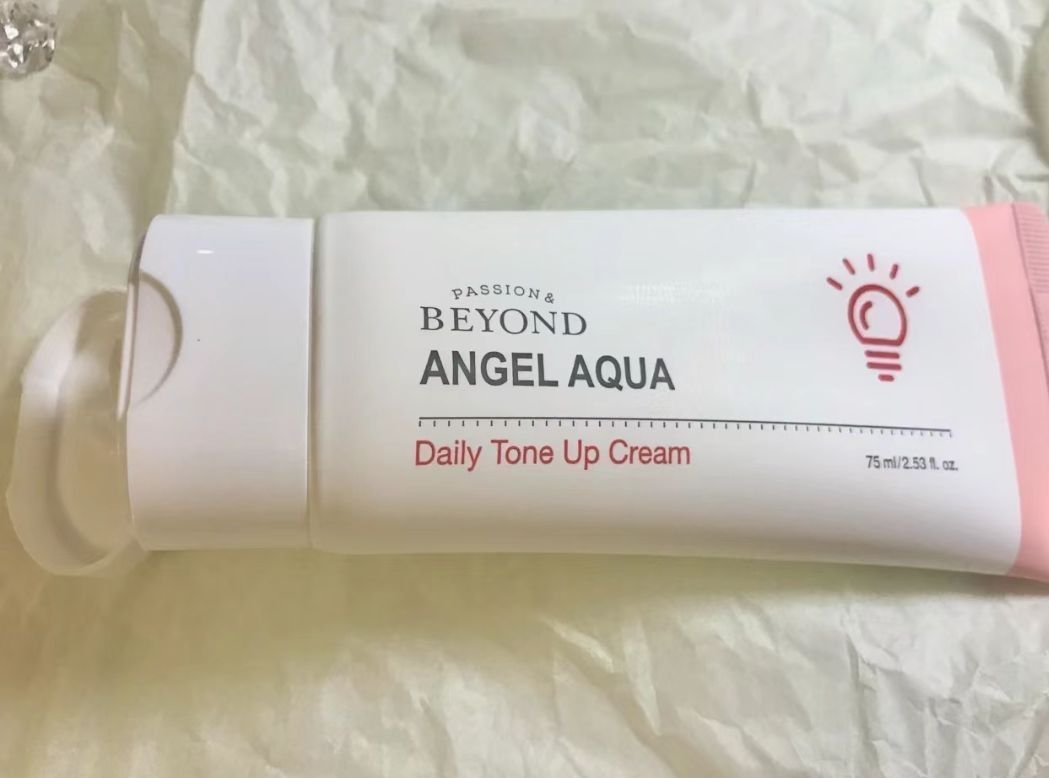 PASSION &
BEYOND
ANGEL AQUA
Daily Tone Up Cream
75 ml/2.53 fl. oz.